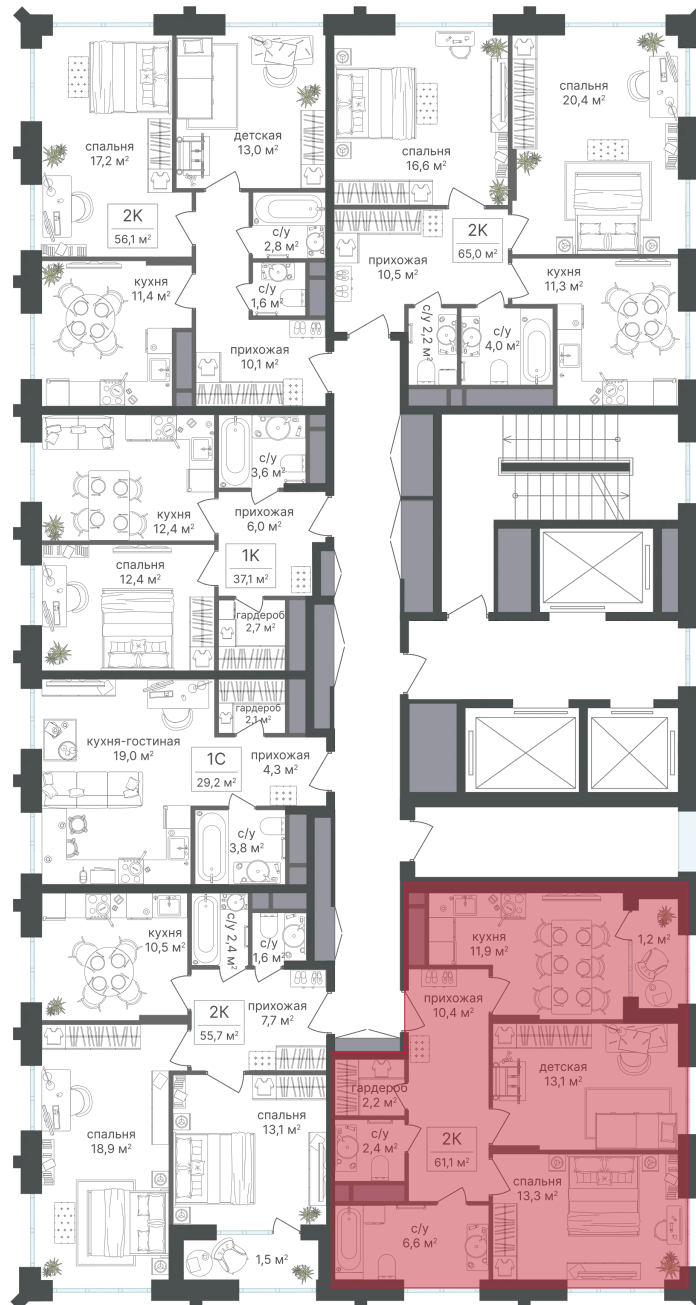 спальня
17,2 м²
детская
13,0 м²
2К
56,1 м²
с/у
2,8 м²
кухня
11,4 м²
с/у
1,6 м²
прихожая
10,1 м²
спальня
16,6 м²
спальня
20,4 м²
2К
65,0 м²
прихожая
10,5 м²
кухня
11,3 м²
с/у 2,2 м²
с/у
4,0 м²
с/у
3,6 м²
кухня
12,4 м²
прихожая
6,0 м²
спальня
12,4 м²
1К
37,1 м²
гардероб
2,7 м²
гардероб
2,1 м²
кухня-гостиная
19,0 м²
1С
29,2 м²
прихожая
4,3 м²
с/у
3,8 м²
кухня
10,5 м²
с/у 2,4 м²
с/у
1,6 м²
2К
55,7 м²
прихожая
7,7 м²
спальня
18,9 м²
спальня
13,1 м²
1,5 м²
кухня
11,9 м²
1,2 м²
прихожая
10,4 м²
детская
13,1 м²
гардероб
2,2 м²
с/у
2,4 м²
2К
61,1 м²
спальня
13,3 м²
с/у
6,6 м²